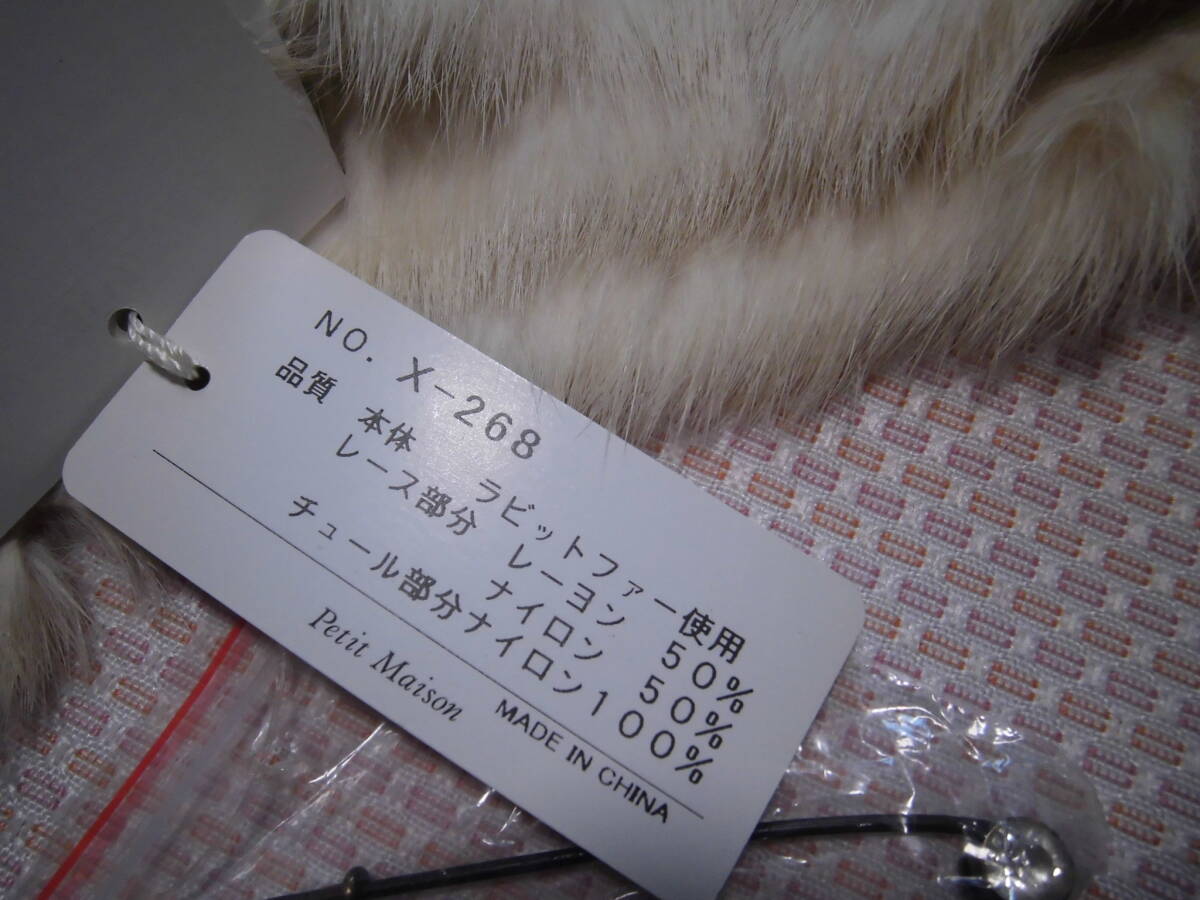 NO. X-268
品質 本体 ラビットファー使用
レース部分 レーヨン 50%
ナイロン 50%
チュール部分ナイロン100%
Petit Maison MADE IN CHINA